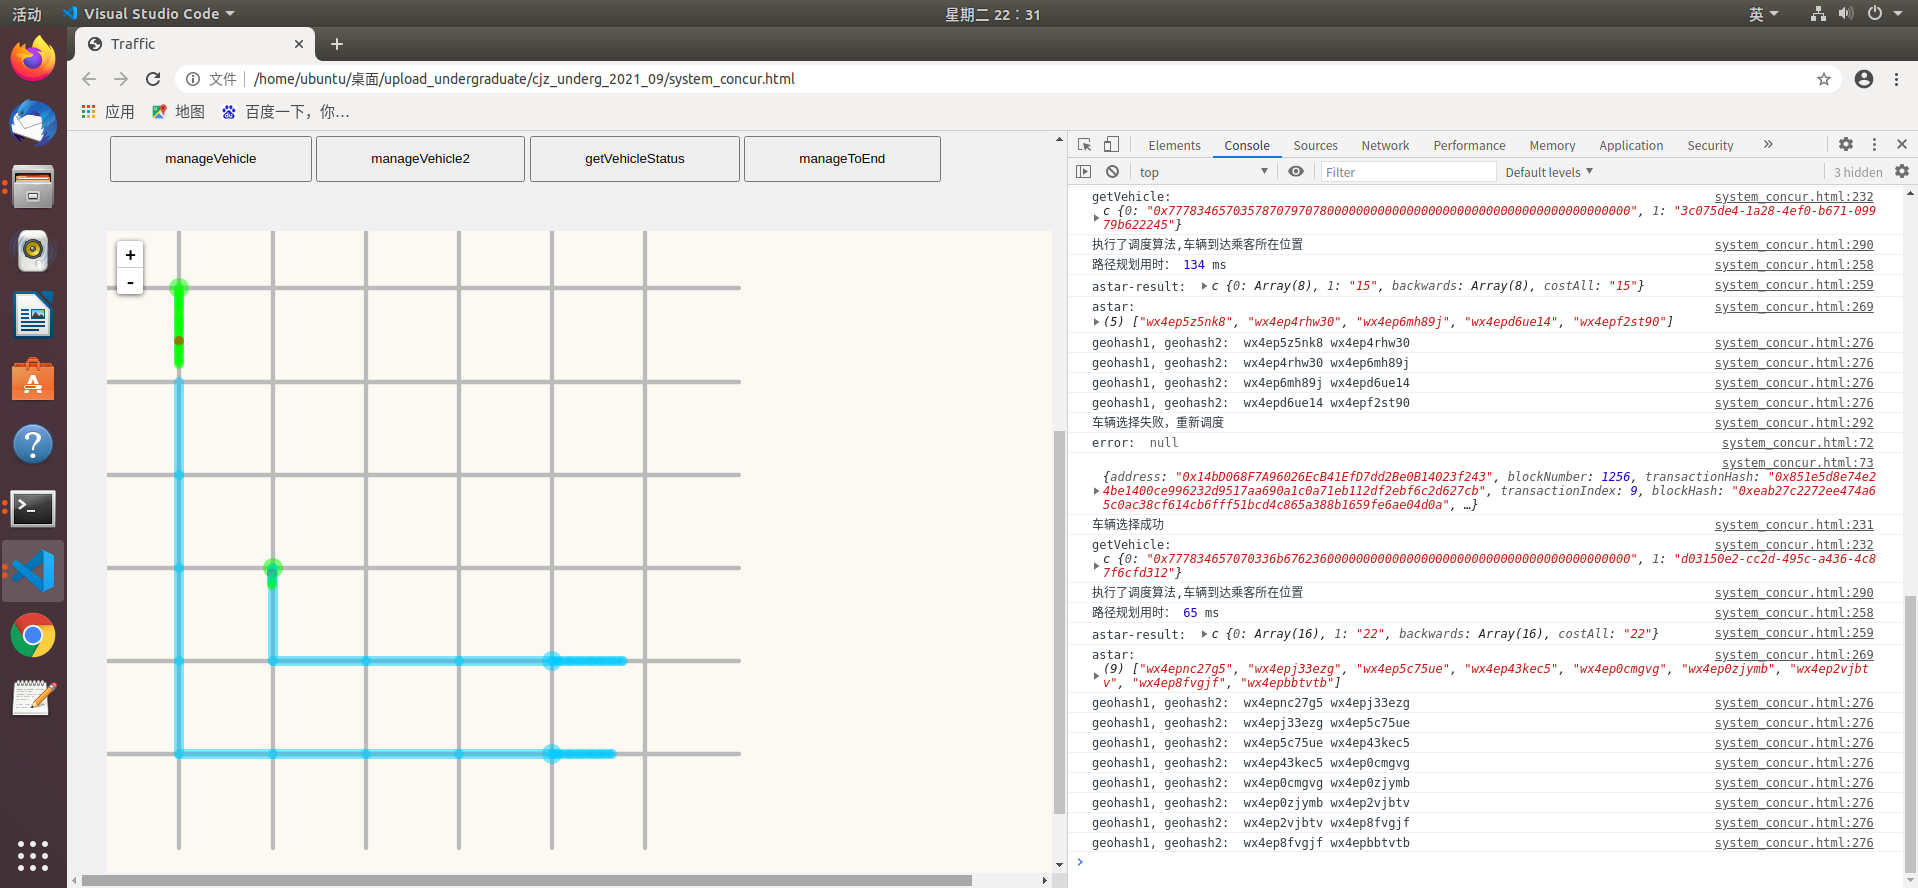 活动
Visual Studio Code
星期二 22：31
英
Traffic
文件
/home/ubuntu/桌面/upload_undergraduate/cjz_underg_2021_09/system_concur.html
应用
地图
百度一下，你…
manageVehicle
manageVehicle2
getVehicleStatus
manageToEnd
+
-
Elements
Console
Sources
Network
Performance
Memory
Application
Security
»
top
Filter
Default levels
3 hidden
getVehicle: system_concur.html:232
c {0: "0x7778346570357870797078000000000000000000000000000000000000000000", 1: "3c075de4-1a28-4ef0-b671-099
79b622245"}
执行了调度算法,车辆到达乘客所在位置 system_concur.html:290
路径规划用时: 134 ms system_concur.html:258
astar-result: c {0: Array(8), 1: "15", backwards: Array(8), costAll: "15"} system_concur.html:259
astar: system_concur.html:269
(5) ["wx4ep5z5nk8", "wx4ep4rhw30", "wx4ep6mh89j", "wx4epd6ue14", "wx4epf2st90"]
geohash1, geohash2: wx4ep5z5nk8 wx4ep4rhw30 system_concur.html:276
geohash1, geohash2: wx4ep4rhw30 wx4ep6mh89j system_concur.html:276
geohash1, geohash2: wx4ep6mh89j wx4epd6ue14 system_concur.html:276
geohash1, geohash2: wx4epd6ue14 wx4epf2st90 system_concur.html:276
车辆选择失败，重新调度 system_concur.html:292
error: null system_concur.html:72
system_concur.html:73
{address: "0x14bD068F7A96026EcB41EfD7dd2Be0B14023f243", blockNumber: 1256, transactionHash: "0x851e5d8e74e2
4be1400ce996232d9517aa690a1c0a71eb112df2ebf6c2d627cb", transactionIndex: 9, blockHash: "0xeab27c2272ee474a6
5c0ac38cf614cb6fff51bcd4c865a388b1659fe6ae04d0a", …}
车辆选择成功 system_concur.html:231
getVehicle: system_concur.html:232
c {0: "0x777834657070336b676236000000000000000000000000000000000000000000", 1: "d03150e2-cc2d-495c-a436-4c8
7f6cfd312"}
执行了调度算法,车辆到达乘客所在位置 system_concur.html:290
路径规划用时: 65 ms system_concur.html:258
astar-result: c {0: Array(16), 1: "22", backwards: Array(16), costAll: "22"} system_concur.html:259
astar: system_concur.html:269
(9) ["wx4epnc27g5", "wx4epj33ezg", "wx4ep5c75ue", "wx4ep43kec5", "wx4ep0cmgvg", "wx4ep0zjymb", "wx4ep2vjbt
v", "wx4ep8fvgjf", "wx4epbbtvtb"]
geohash1, geohash2: wx4epnc27g5 wx4epj33ezg system_concur.html:276
geohash1, geohash2: wx4epj33ezg wx4ep5c75ue system_concur.html:276
geohash1, geohash2: wx4ep5c75ue wx4ep43kec5 system_concur.html:276
geohash1, geohash2: wx4ep43kec5 wx4ep0cmgvg system_concur.html:276
geohash1, geohash2: wx4ep0cmgvg wx4ep0zjymb system_concur.html:276
geohash1, geohash2: wx4ep0zjymb wx4ep2vjbtv system_concur.html:276
geohash1, geohash2: wx4ep2vjbtv wx4ep8fvgjf system_concur.html:276
geohash1, geohash2: wx4ep8fvgjf wx4epbbtvtb system_concur.html:276